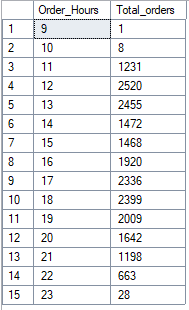 Order_Hours Total_orders
1 9 1
2 10 8
3 11 1231
4 12 2520
5 13 2455
6 14 1472
7 15 1468
8 16 1920
9 17 2336
10 18 2399
11 19 2009
12 20 1642
13 21 1198
14 22 663
15 23 28